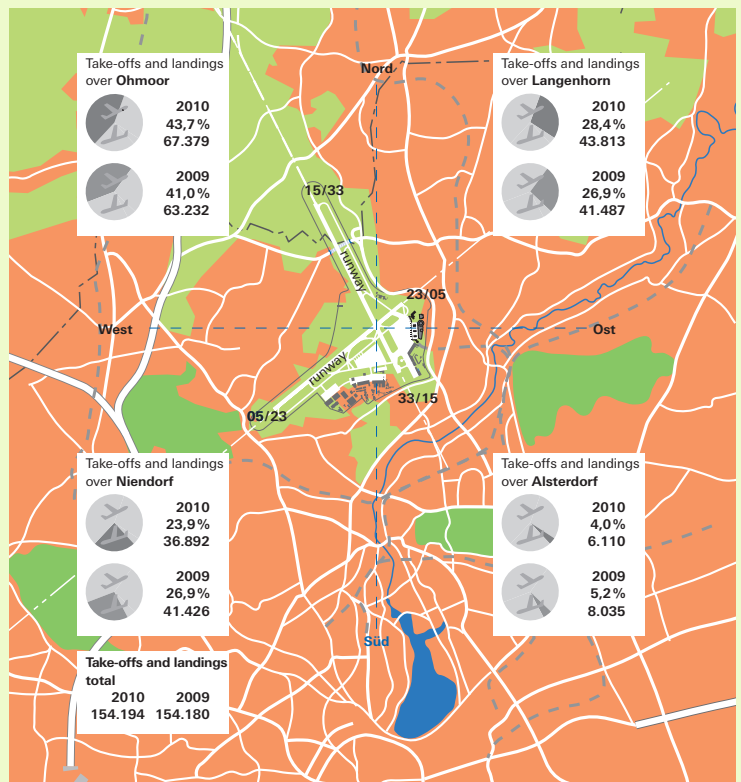 Take-offs and landings
over Ohmoor
2010
43,7 %
67.379
2009
41,0 %
63.232
Nord
Take-offs and landings
over Langenhorn
2010
28,4 %
43.813
2009
26,9 %
41.487
15/33
runway
23/05
West
Ost
runway
33/15
05/23
Take-offs and landings
over Niendorf
2010
23,9 %
36.892
2009
26,9 %
41.426
Take-offs and landings
over Alsterdorf
2010
4,0 %
6.110
2009
5,2 %
8.035
Süd
Take-offs and landings
total
2010 2009
154.194 154.180